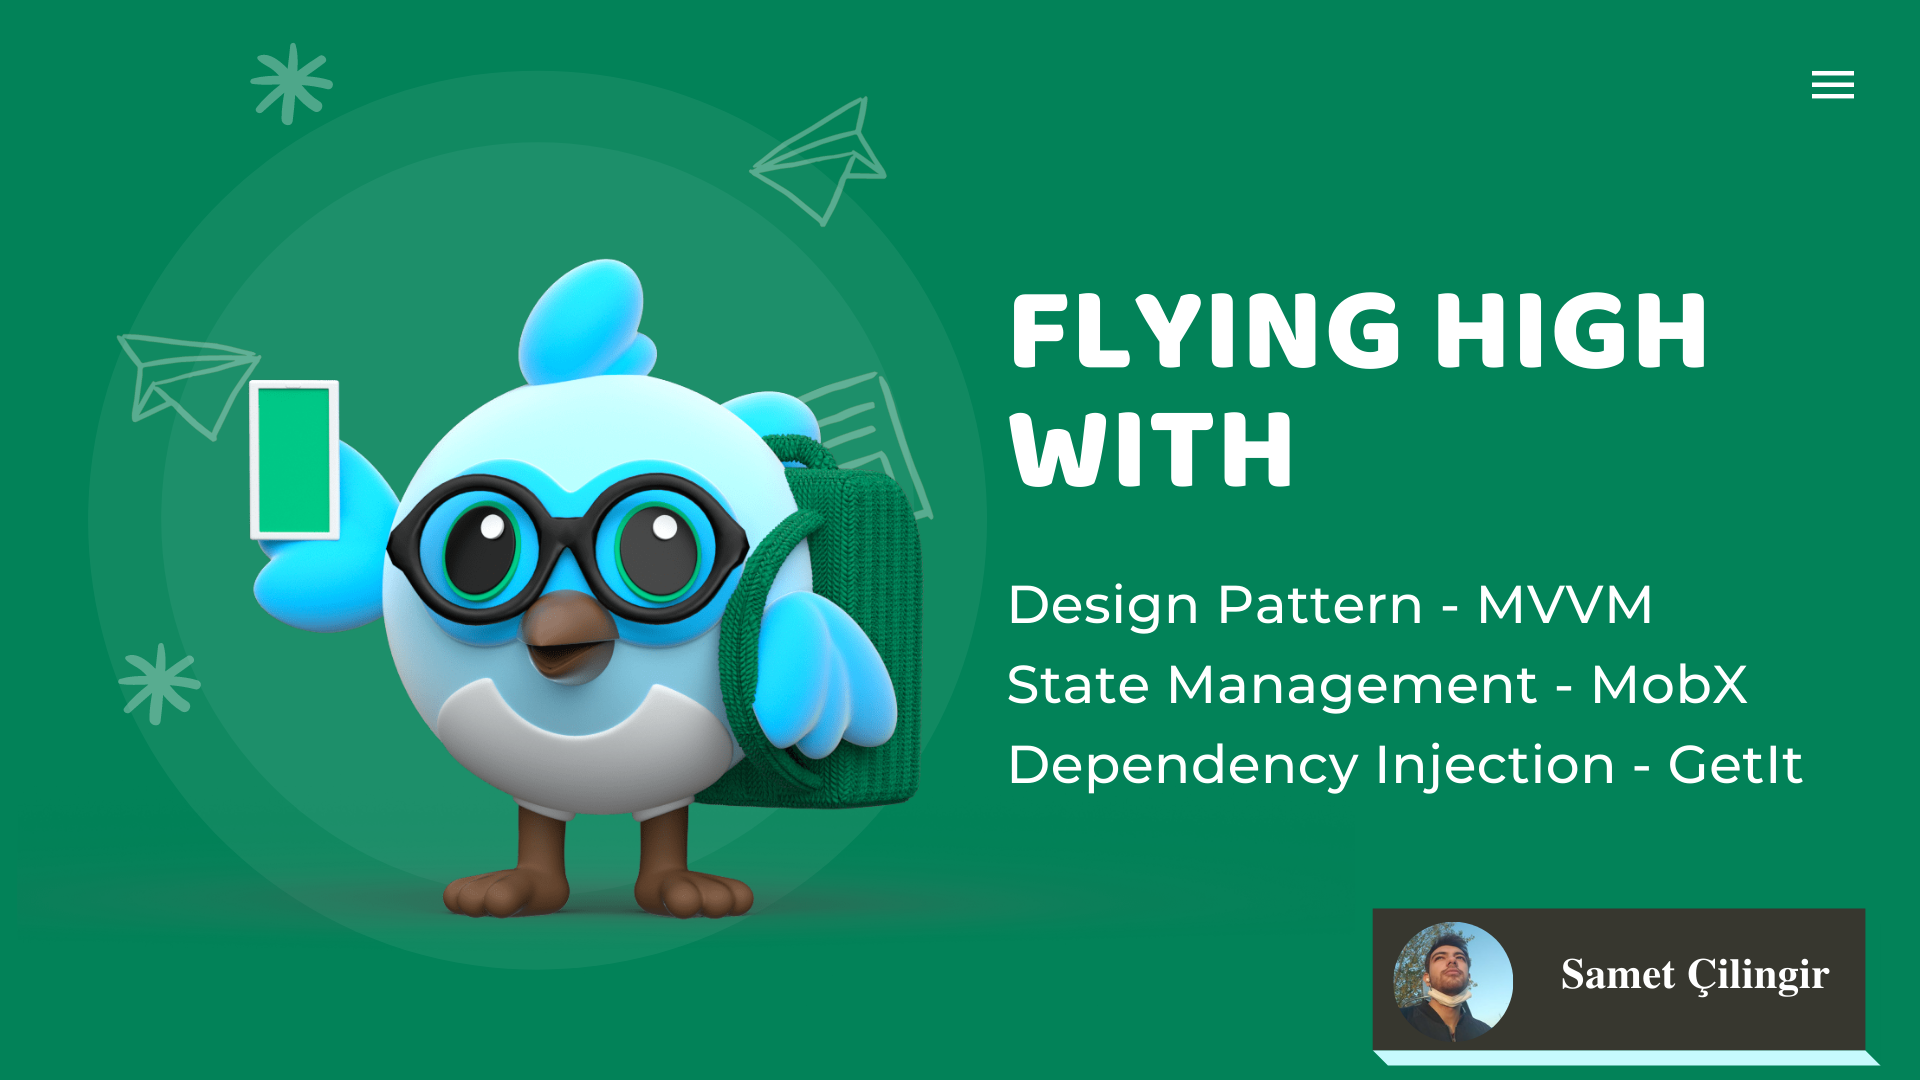 FLYING HIGH
WITH
Design Pattern - MVVM
State Management - MobX
Dependency Injection - GetIt
Samet Çilingir